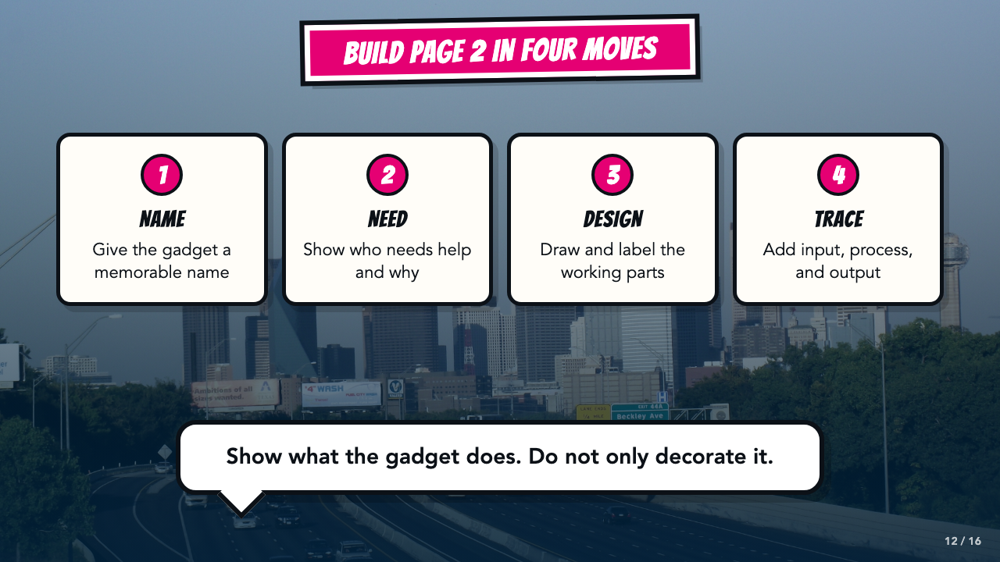 BUILD PAGE 2 IN FOUR MOVES
1
NAME
Give the gadget a
memorable name
2
NEED
Show who needs help
and why
3
DESIGN
Draw and label the
working parts
4
TRACE
Add input, process,
and output
Ambitions of all
sizes wanted.
$4 WASH
EXIT 44A
Beckley Ave
H
Show what the gadget does. Do not only decorate it.
12 / 16